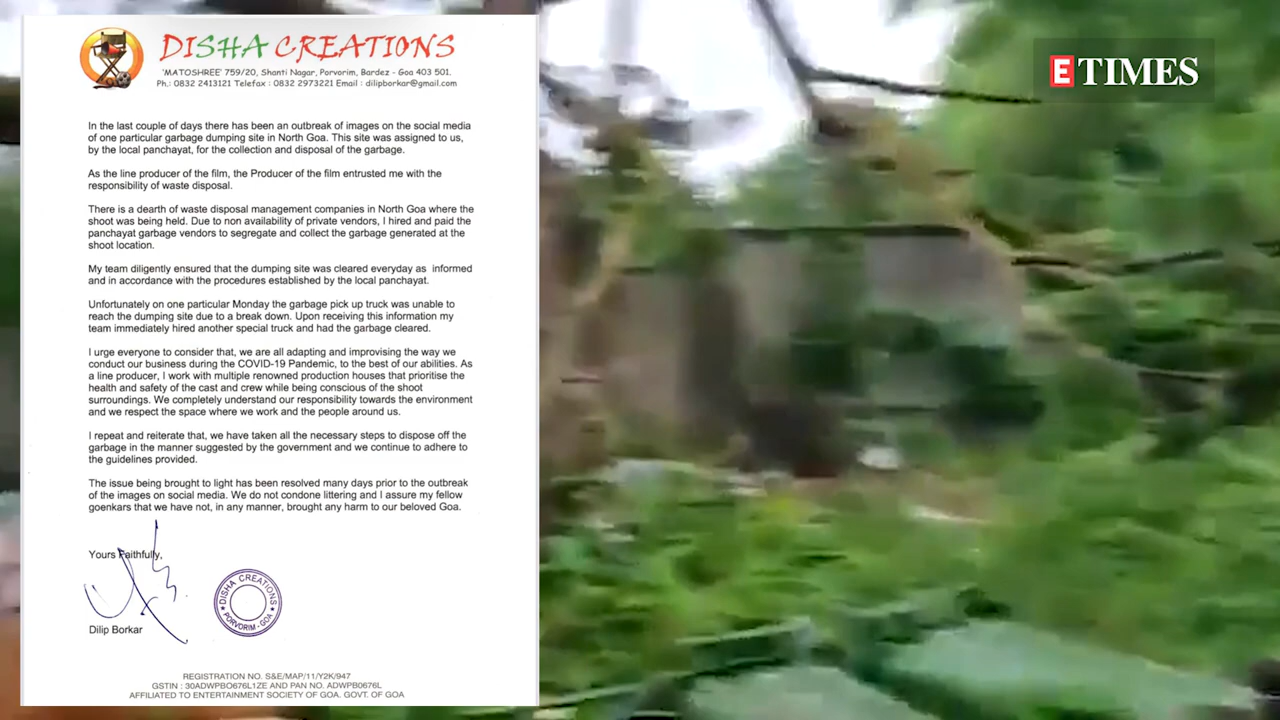 DISHA CREATIONS
'MATOSHREE' 759/20, Shanti Nagar, Porvorim, Bardez - Goa 403 501.
Ph.: 0832 2413121 Telefax : 0832 2973221 Email : dilipborkar@gmail.com
ETIMES
In the last couple of days there has been an outbreak of images on the social media
of one particular garbage dumping site in North Goa. This site was assigned to us,
by the local panchayat, for the collection and disposal of the garbage.
As the line producer of the film, the Producer of the film entrusted me with the
responsibility of waste disposal.
There is a dearth of waste disposal management companies in North Goa where the
shoot was being held. Due to non availability of private vendors, I hired and paid the
panchayat garbage vendors to segregate and collect the garbage generated at the
shoot location.
My team diligently ensured that the dumping site was cleared everyday as informed
and in accordance with the procedures established by the local panchayat.
Unfortunately on one particular Monday the garbage pick up truck was unable to
reach the dumping site due to a break down. Upon receiving this information my
team immediately hired another special truck and had the garbage cleared.
I urge everyone to consider that, we are all adapting and improvising the way we
conduct our business during the COVID-19 Pandemic, to the best of our abilities. As
a line producer, I work with multiple renowned production houses that prioritise the
health and safety of the cast and crew while being conscious of the shoot
surroundings. We completely understand our responsibility towards the environment
and we respect the space where we work and the people around us.
I repeat and reiterate that, we have taken all the necessary steps to dispose off the
garbage in the manner suggested by the government and we continue to adhere to
the guidelines provided.
The issue being brought to light has been resolved many days prior to the outbreak
of the images on social media. We do not condone littering and I assure my fellow
goenkars that we have not, in any manner, brought any harm to our beloved Goa.
Yours Faithfully,
DISHA CREATIONS
PORVORIM - GOA
Dilip Borkar
REGISTRATION NO. S&E/MAP/11/Y2K/947
GSTIN : 30ADWPBO676L1ZE AND PAN NO. ADWPB0676L
AFFILIATED TO ENTERTAINMENT SOCIETY OF GOA. GOVT. OF GOA